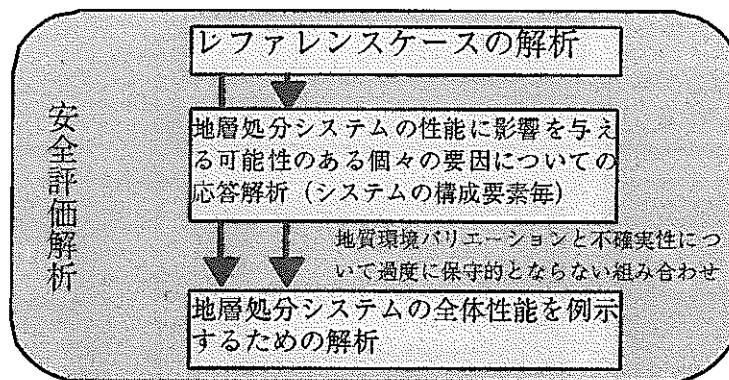 安全評価解析
レファレンスケースの解析
地層処分システムの性能に影響を与え
る可能性のある個々の要因についての
応答解析（システムの構成要素毎）
地質環境バリエーションと不確実性につ
いて過度に保守的とならない組み合わせ
地層処分システムの全体性能を例示
するための解析